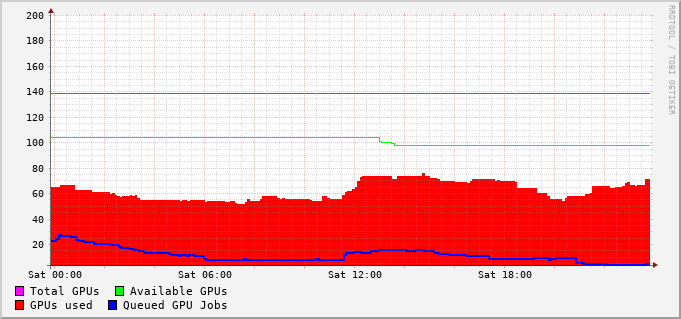 200
180
160
140
120
100
80
60
40
20
Sat 00:00 Sat 06:00 Sat 12:00 Sat 18:00
Total GPUs Available GPUs
GPUs used Queued GPU Jobs
RRDTOOL / TOBI OETIKER